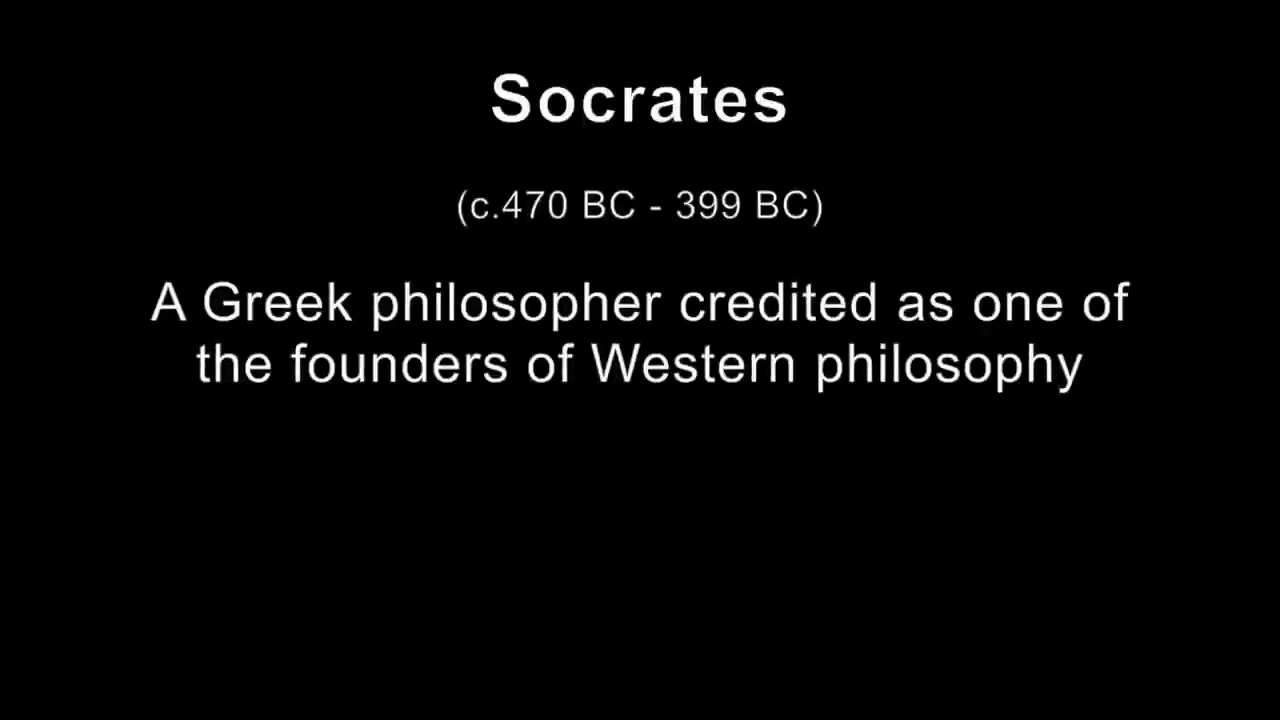 Socrates
(c.470 BC - 399 BC)
A Greek philosopher credited as one of
the founders of Western philosophy